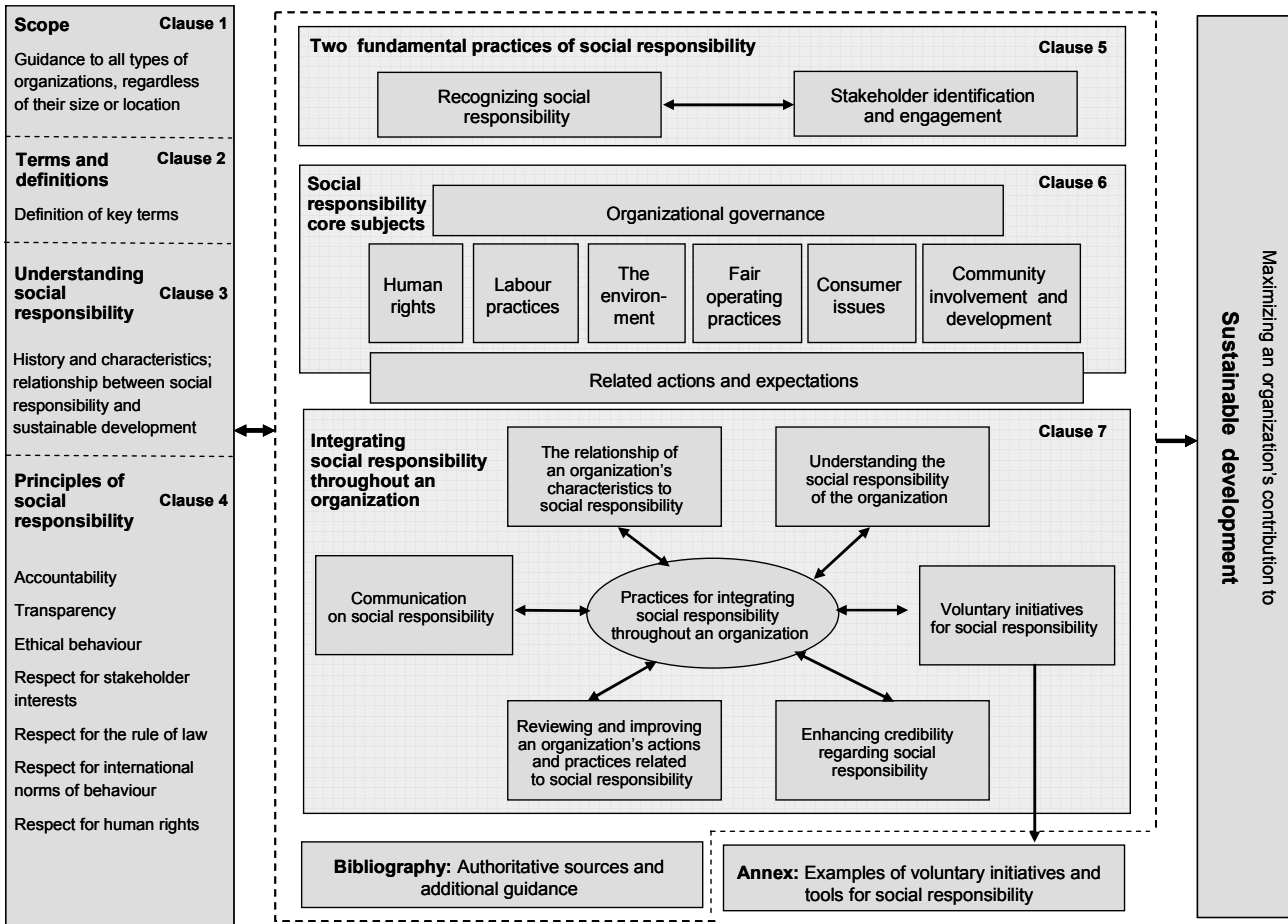 Scope
Clause 1
Guidance to all types of
organizations, regardless
of their size or location
Terms and
definitions
Clause 2
Definition of key terms
Understanding
social
responsibility
Clause 3
History and characteristics;
relationship between social
responsibility and
sustainable development
Principles of
social
responsibility
Clause 4
Accountability
Transparency
Ethical behaviour
Respect for stakeholder
interests
Respect for the rule of law
Respect for international
norms of behaviour
Respect for human rights
Two fundamental practices of social responsibility
Clause 5
Recognizing social
responsibility
Stakeholder identification
and engagement
Social
responsibility
core subjects
Clause 6
Organizational governance
Human
rights
Labour
practices
The
environ-
ment
Fair
operating
practices
Consumer
issues
Community
involvement and
development
Related actions and expectations
Integrating
social responsibility
throughout an
organization
Clause 7
The relationship of
an organization's
characteristics to
social responsibility
Understanding the
social responsibility
of the organization
Communication
on social responsibility
Practices for integrating
social responsibility
throughout an organization
Voluntary initiatives
for social responsibility
Reviewing and improving
an organization's actions
and practices related
to social responsibility
Enhancing credibility
regarding social
responsibility
Bibliography: Authoritative sources and
additional guidance
Annex: Examples of voluntary initiatives and
tools for social responsibility
Maximizing an organization's contribution to
Sustainable development